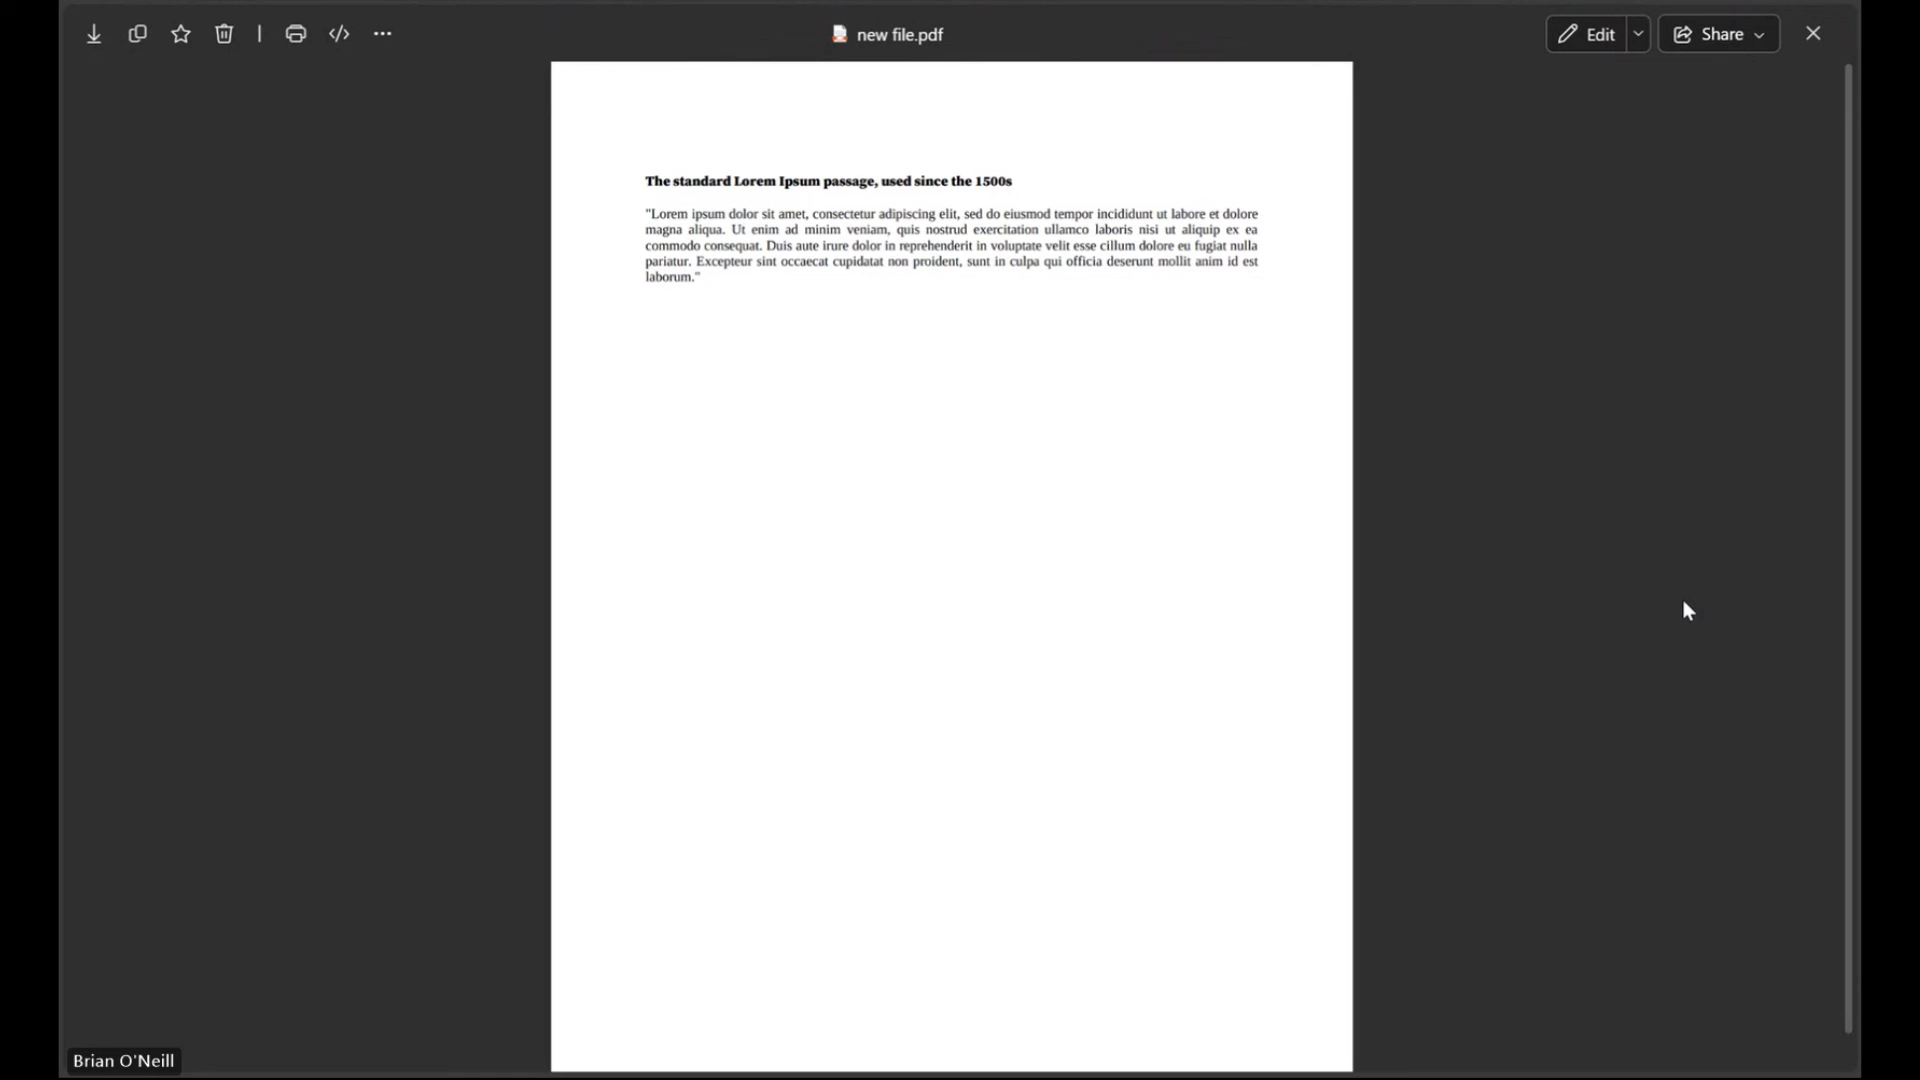 new file.pdf
Edit
Share
The standard Lorem Ipsum passage, used since the 1500s
"Lorem ipsum dolor sit amet, consectetur adipiscing elit, sed do eiusmod tempor incididunt ut labore et dolore
magna aliqua. Ut enim ad minim veniam, quis nostrud exercitation ullamco laboris nisi ut aliquip ex ea
commodo consequat. Duis aute irure dolor in reprehenderit in voluptate velit esse cillum dolore eu fugiat nulla
pariatur. Excepteur sint occaecat cupidatat non proident, sunt in culpa qui officia deserunt mollit anim id est
laborum."
Brian O'Neill